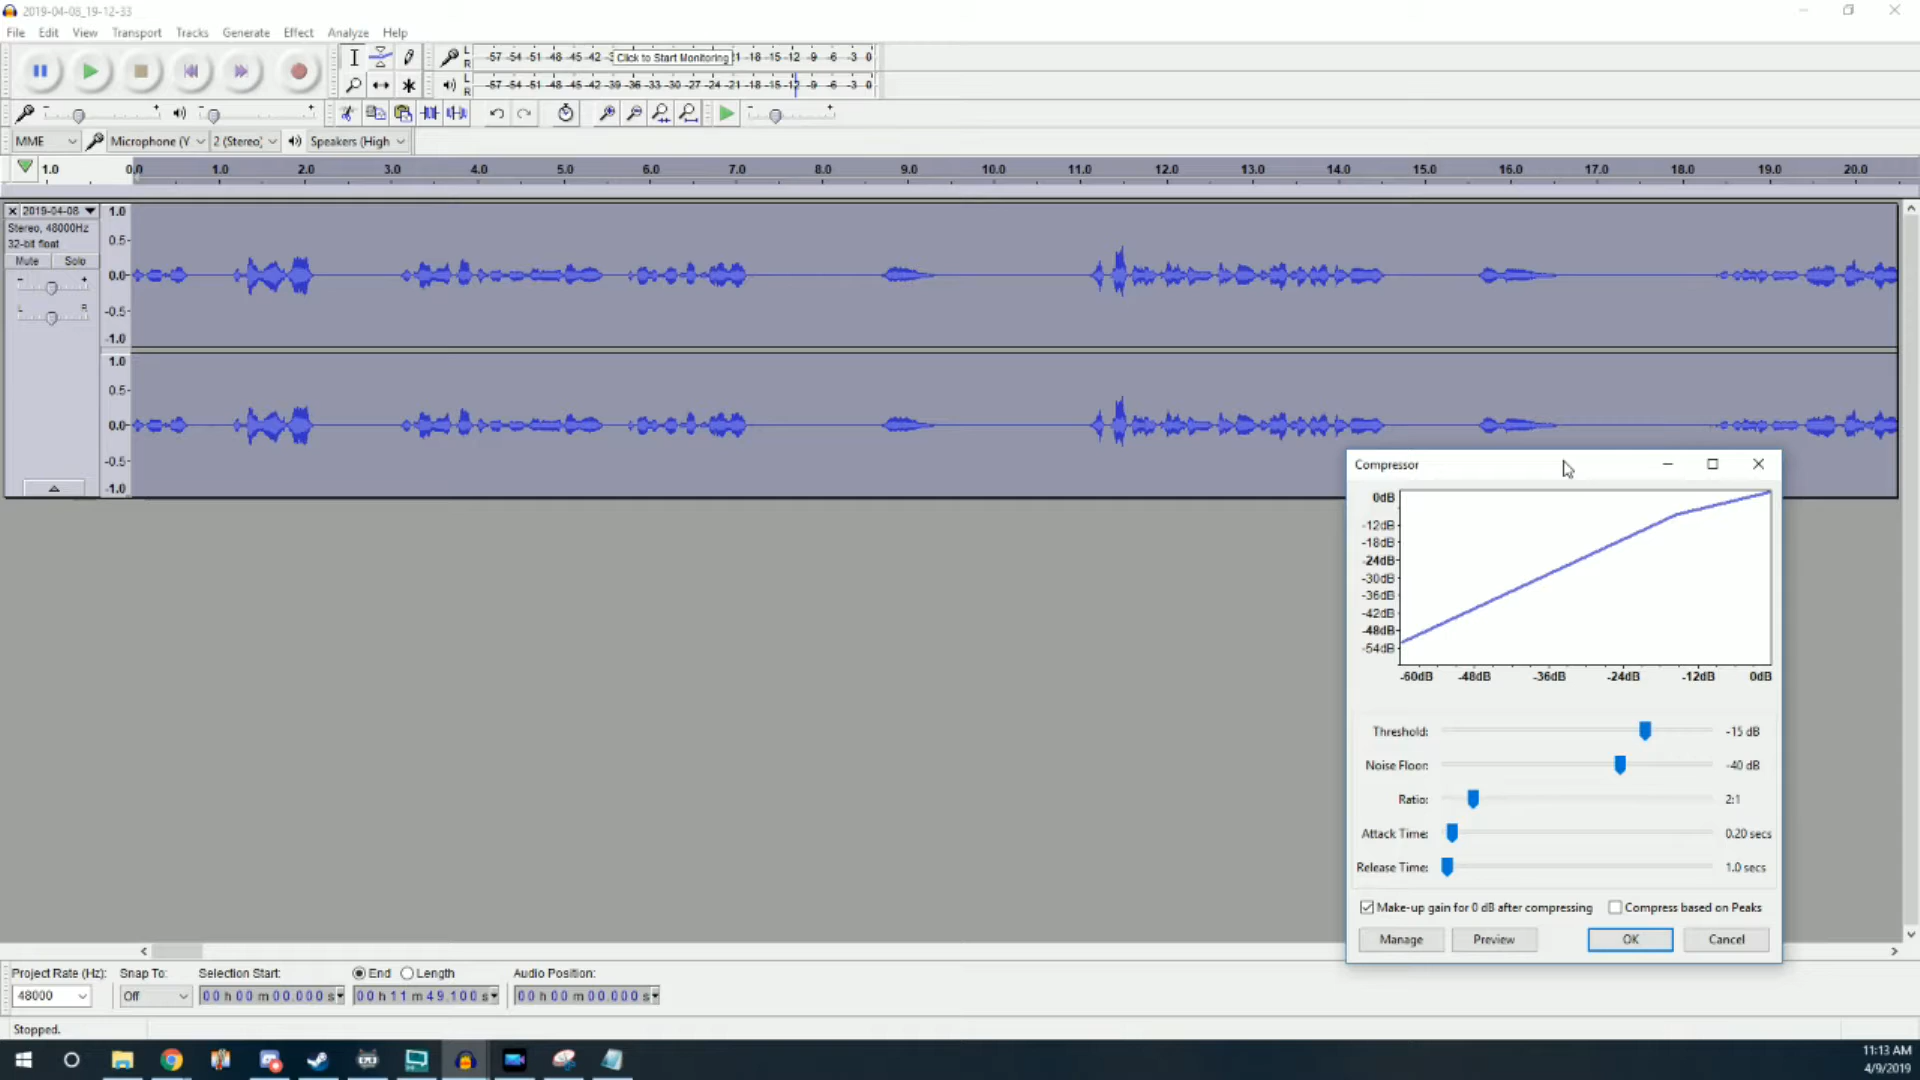 2019-04-08_19-12-33
File Edit View Transport Tracks Generate Effect Analyze Help
L R -57 -54 -51 -48 -45 -42 Click to Start Monitoring -18 -15 -12 -9 -6 -3 0
L R -57 -54 -51 -48 -45 -42 -39 -36 -33 -30 -27 -24 -21 -18 -15 -12 -9 -6 -3 0
MME Microphone (Y 2 (Stereo) Speakers (High
1.0 0.0 1.0 2.0 3.0 4.0 5.0 6.0 7.0 8.0 9.0 10.0 11.0 12.0 13.0 14.0 15.0 16.0 17.0 18.0 19.0 20.0
2019-04-08 1.0
Stereo, 48000Hz
32-bit float 0.5
Mute Solo
0.0
L R
-0.5
-1.0
1.0
0.5
0.0
-0.5
-1.0
Compressor
0dB
-12dB
-18dB
-24dB
-30dB
-36dB
-42dB
-48dB
-54dB
-60dB -48dB -36dB -24dB -12dB 0dB
Threshold: -15 dB
Noise Floor: -40 dB
Ratio: 2:1
Attack Time: 0.20 secs
Release Time: 1.0 secs
Make-up gain for 0 dB after compressing Compress based on Peaks
Manage Preview OK Cancel
Project Rate (Hz): Snap To: Selection Start: End Length Audio Position:
48000 Off 00 h 00 m 00.000 s 00 h 11 m 49.100 s 00 h 00 m 00.000 s
Stopped.
11:13 AM
4/9/2019